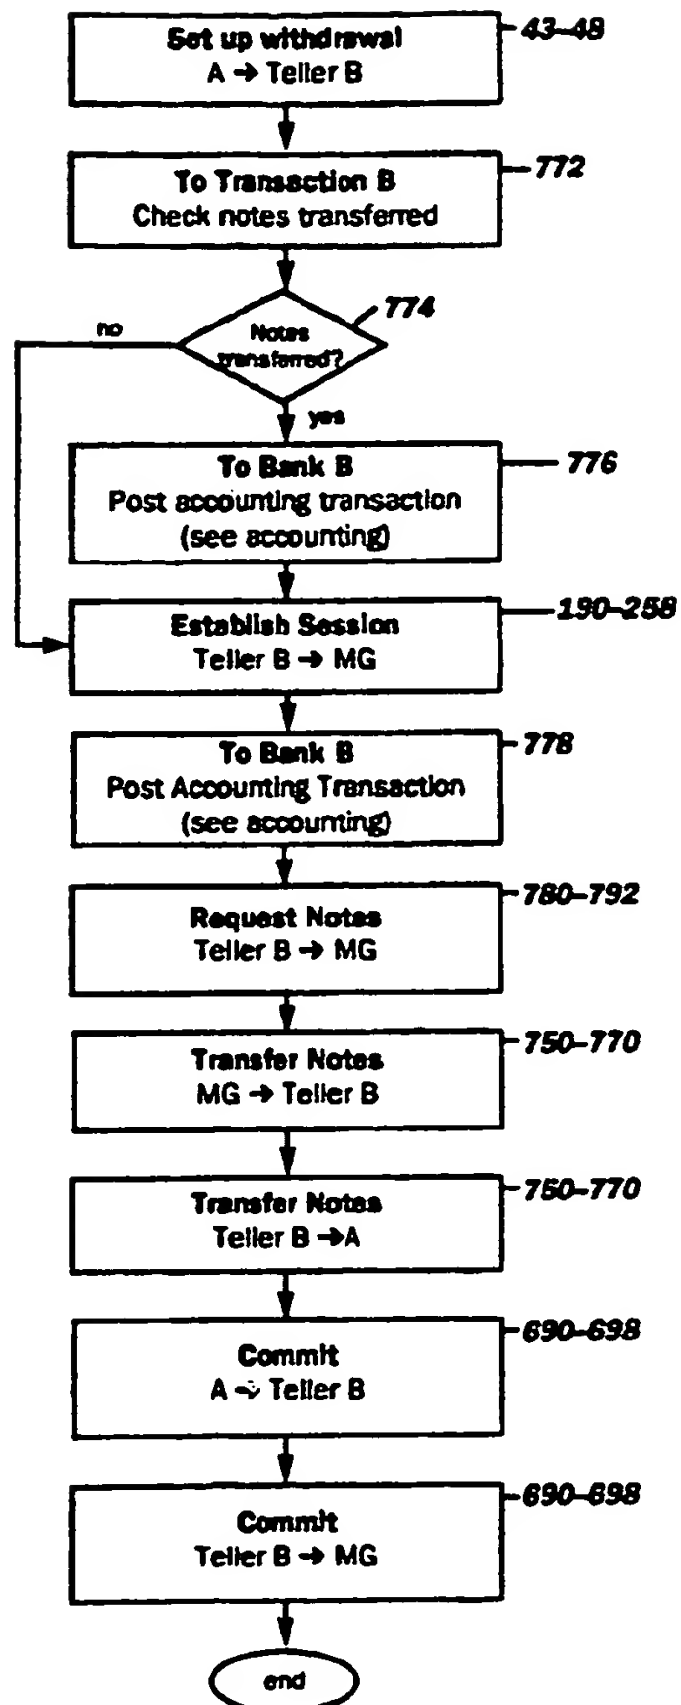 Set up withdrawal
A → Teller B
43–48
To Transaction B
Check notes transferred
772
Notes
transferred?
774
no
yes
To Bank B
Post accounting transaction
(see accounting)
776
Establish Session
Teller B → MG
190–258
To Bank B
Post Accounting Transaction
(see accounting)
778
Request Notes
Teller B → MG
780–792
Transfer Notes
MG → Teller B
750–770
Transfer Notes
Teller B → A
750–770
Commit
A → Teller B
690–698
Commit
Teller B → MG
690–698
end